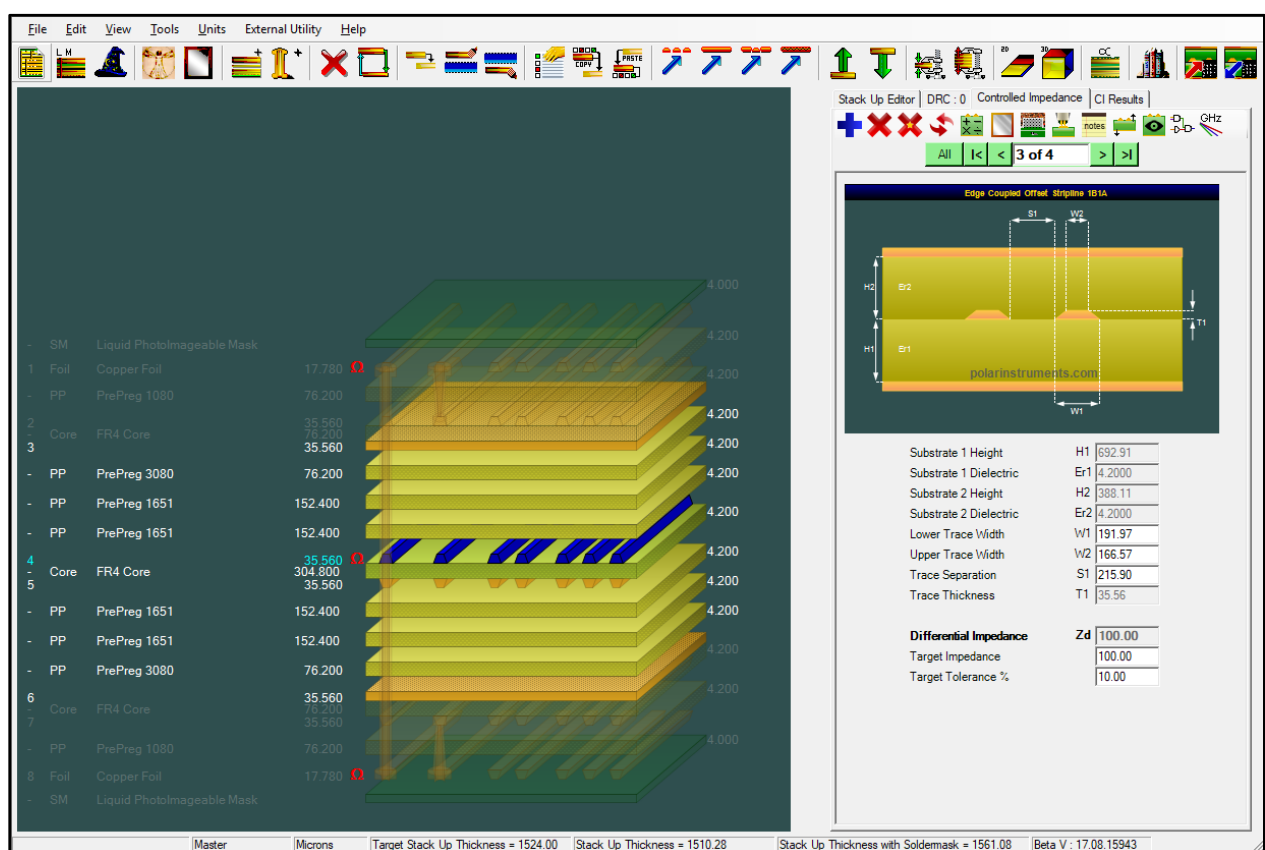 File Edit View Tools Units External Utility Help
L M
COPY
PASTE
2D
3D
Stack Up Editor DRC : 0 Controlled Impedance CI Results
notes
GHz
All |< < 3 of 4 > >|
Edge Coupled Offset Stripline 1B1A
S1 W2
H2 Er2
T1
H1 Er1
polarinstruments.com
W1
4.000
- SM Liquid PhotoImageable Mask 4.200
1 Foil Copper Foil 17.780 Ω
- PP PrePreg 1080 76.200 4.200
2 35.560
- Core FR4 Core 76.200 4.200
3 35.560 4.200
- PP PrePreg 3080 76.200 4.200
- PP PrePreg 1651 152.400 4.200
- PP PrePreg 1651 152.400 4.200
4 35.560 Ω 4.200
- Core FR4 Core 304.800
5 35.560 4.200
- PP PrePreg 1651 152.400 4.200
- PP PrePreg 1651 152.400 4.200
- PP PrePreg 3080 76.200
6 35.560 4.200
- Core FR4 Core 76.200
7 35.560
- PP PrePreg 1080 76.200 4.000
8 Foil Copper Foil 17.780 Ω
- SM Liquid PhotoImageable Mask
Substrate 1 Height H1 692.91
Substrate 1 Dielectric Er1 4.2000
Substrate 2 Height H2 388.11
Substrate 2 Dielectric Er2 4.2000
Lower Trace Width W1 191.97
Upper Trace Width W2 166.57
Trace Separation S1 215.90
Trace Thickness T1 35.56
Differential Impedance Zd 100.00
Target Impedance 100.00
Target Tolerance % 10.00
Master Microns Target Stack Up Thickness = 1524.00 Stack Up Thickness = 1510.28 Stack Up Thickness with Soldermask = 1561.08 Beta V : 17.08.15943